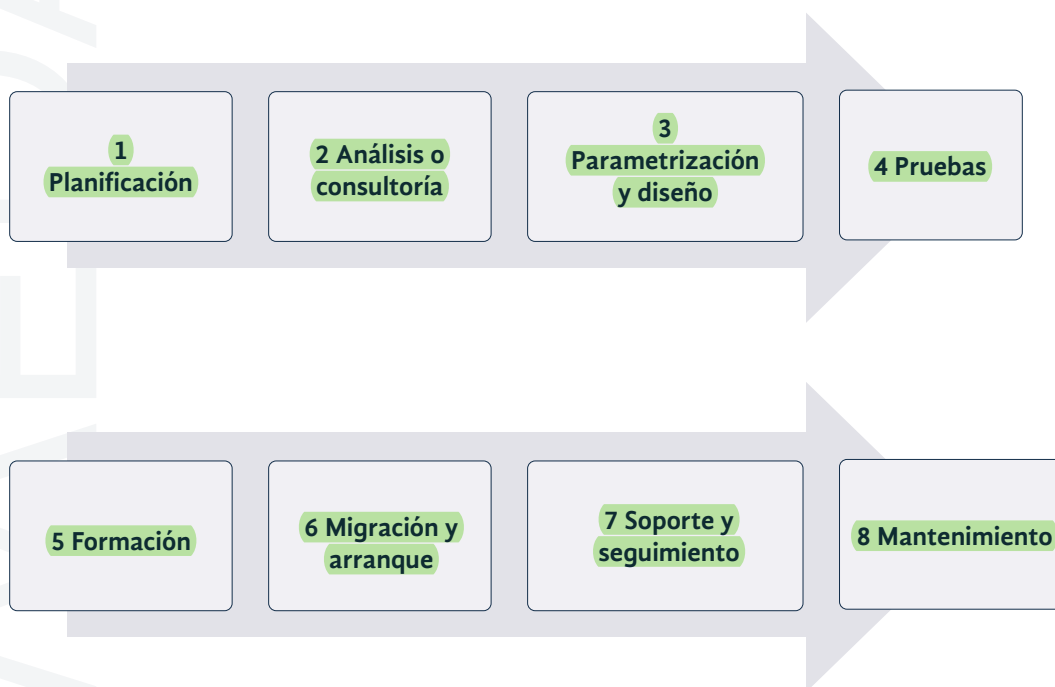 1
Planificación
2 Análisis o
consultoría
3
Parametrización
y diseño
4 Pruebas
5 Formación
6 Migración y
arranque
7 Soporte y
seguimiento
8 Mantenimiento